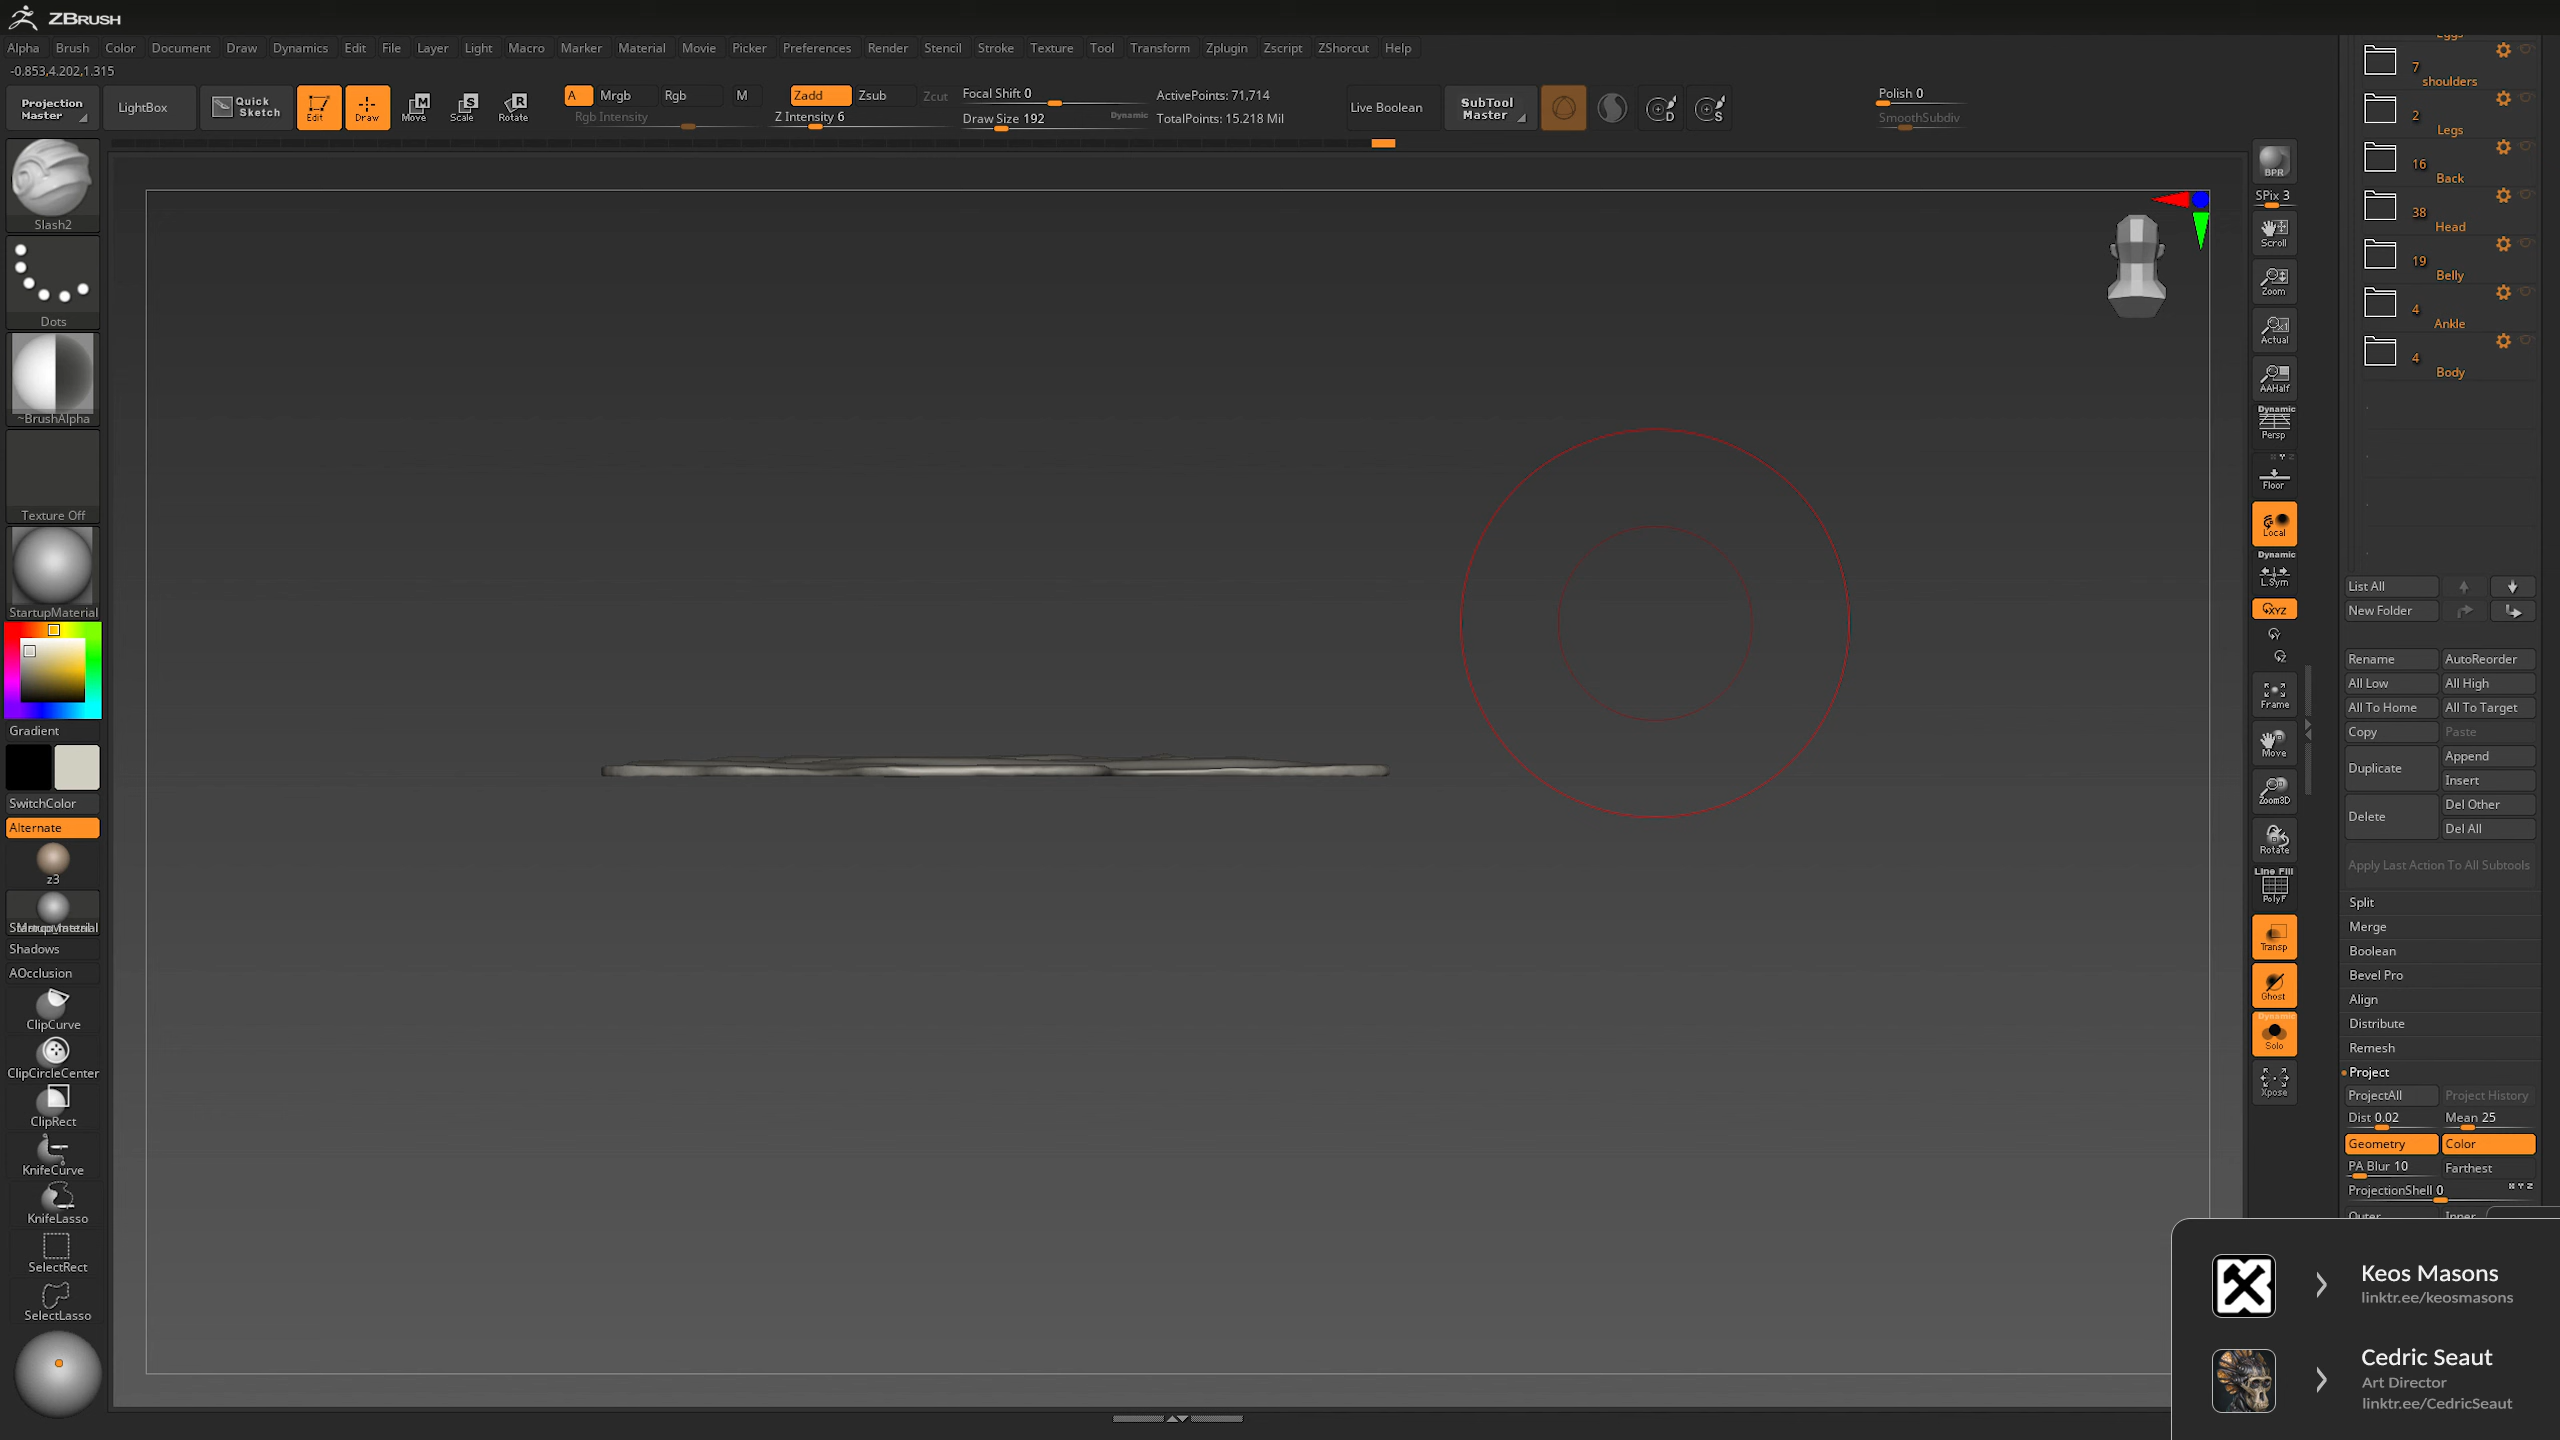 ZBRUSH
Alpha Brush Color Document Draw Dynamics Edit File Layer Light Macro Marker Material Movie Picker Preferences Render Stencil Stroke Texture Tool Transform Zplugin Zscript ZShorcut Help
-0.853,4.202,1.315
Projection Master
LightBox
Quick Sketch
Edit
Draw
Move
Scale
Rotate
A Mrgb Rgb M
Rgb Intensity
Zadd Zsub Zcut
Z Intensity 6
Focal Shift 0
Draw Size 192
Dynamic
ActivePoints: 71,714
TotalPoints: 15.218 Mil
Live Boolean
SubTool Master
D
S
Polish 0
SmoothSubdiv
Slash2
Dots
~BrushAlpha
Texture Off
StartupMaterial
Gradient
SwitchColor
Alternate
z3
Shadows
AOcclusion
ClipCurve
ClipCircleCenter
ClipRect
KnifeCurve
KnifeLasso
SelectRect
SelectLasso
BPR
SPix 3
Scroll
Zoom
Actual
AAHalf
Dynamic
Persp
Floor
Local
Dynamic
L.Sym
XYZ
Y
Z
Frame
Move
Zoom3D
Rotate
Line Fill
PolyF
Transp
Ghost
Dynamic
Solo
Xpose
Eggs
7
shoulders
2
Legs
16
Back
38
Head
19
Belly
4
Ankle
4
Body
List All
New Folder
Rename AutoReorder
All Low All High
All To Home All To Target
Copy Paste
Duplicate Append
Insert
Delete Del Other
Del All
Apply Last Action To All Subtools
Split
Merge
Boolean
Bevel Pro
Align
Distribute
Remesh
Project
ProjectAll Project History
Dist 0.02 Mean 25
Geometry Color
PA Blur 10 Farthest
ProjectionShell 0
Outer Inner
Keos Masons
linktr.ee/keosmasons
Cedric Seaut
Art Director
linktr.ee/CedricSeaut